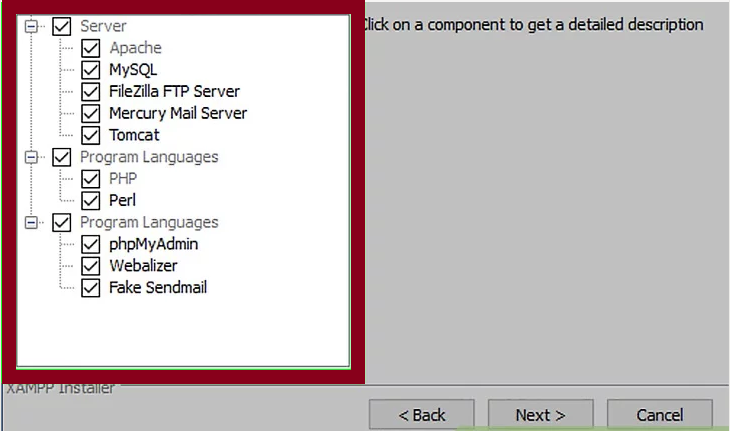 Server
Click on a component to get a detailed description
Apache
MySQL
FileZilla FTP Server
Mercury Mail Server
Tomcat
Program Languages
PHP
Perl
Program Languages
phpMyAdmin
Webalizer
Fake Sendmail
XAMPP Installer
< Back
Next >
Cancel